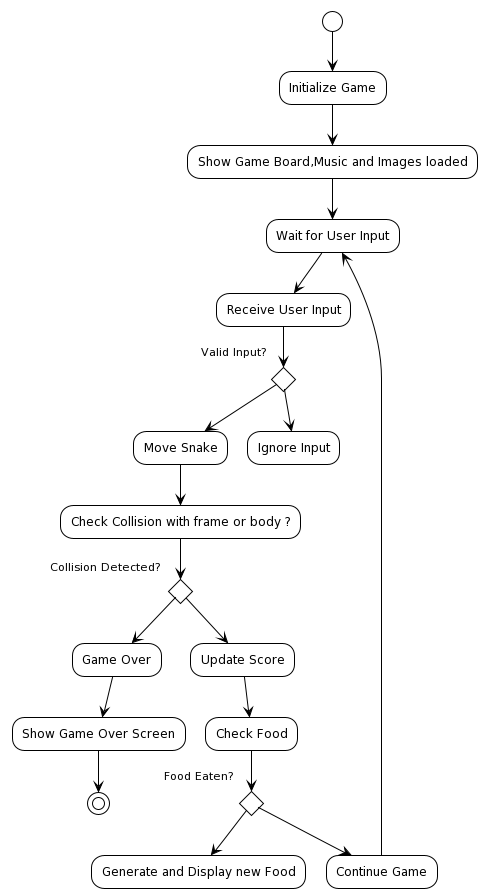 Initialize Game
Show Game Board,Music and Images loaded
Wait for User Input
Receive User Input
Valid Input?
Move Snake
Ignore Input
Check Collision with frame or body ?
Collision Detected?
Game Over
Update Score
Show Game Over Screen
Check Food
Food Eaten?
Generate and Display new Food
Continue Game